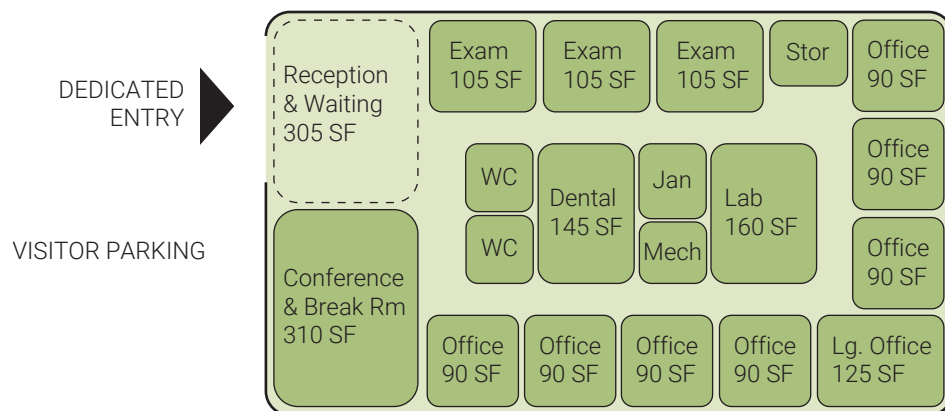 DEDICATED
ENTRY
VISITOR PARKING
Reception
& Waiting
305 SF
Conference
& Break Rm
310 SF
Exam
105 SF
Exam
105 SF
Exam
105 SF
Stor
Office
90 SF
Office
90 SF
Office
90 SF
WC
WC
Dental
145 SF
Jan
Mech
Lab
160 SF
Office
90 SF
Office
90 SF
Office
90 SF
Office
90 SF
Lg. Office
125 SF